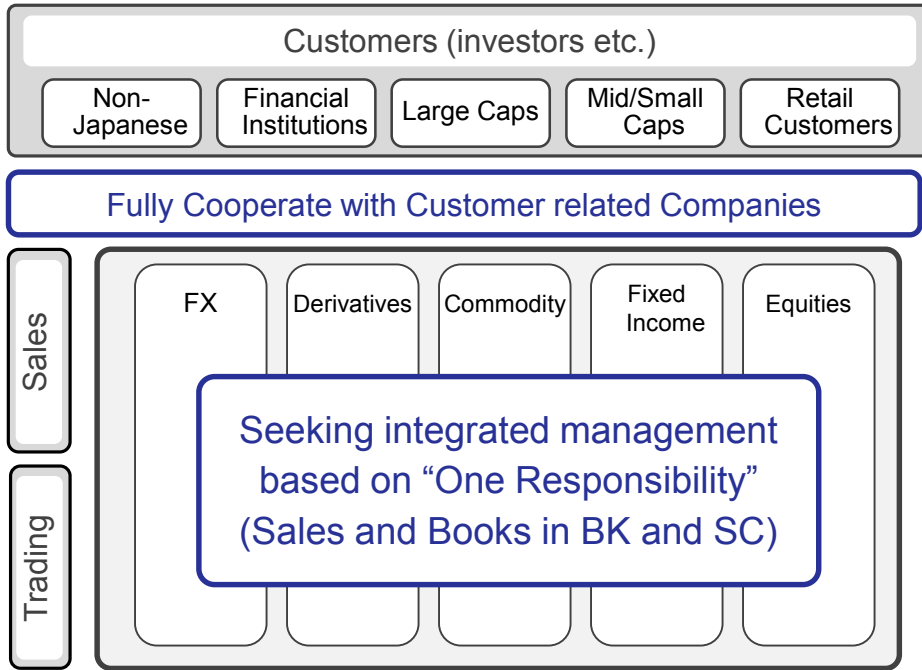 Customers (investors etc.)
Non-
Japanese
Financial
Institutions
Large Caps
Mid/Small
Caps
Retail
Customers
Fully Cooperate with Customer related Companies
Sales
Trading
FX
Derivatives
Commodity
Fixed
Income
Equities
Seeking integrated management
based on “One Responsibility”
(Sales and Books in BK and SC)